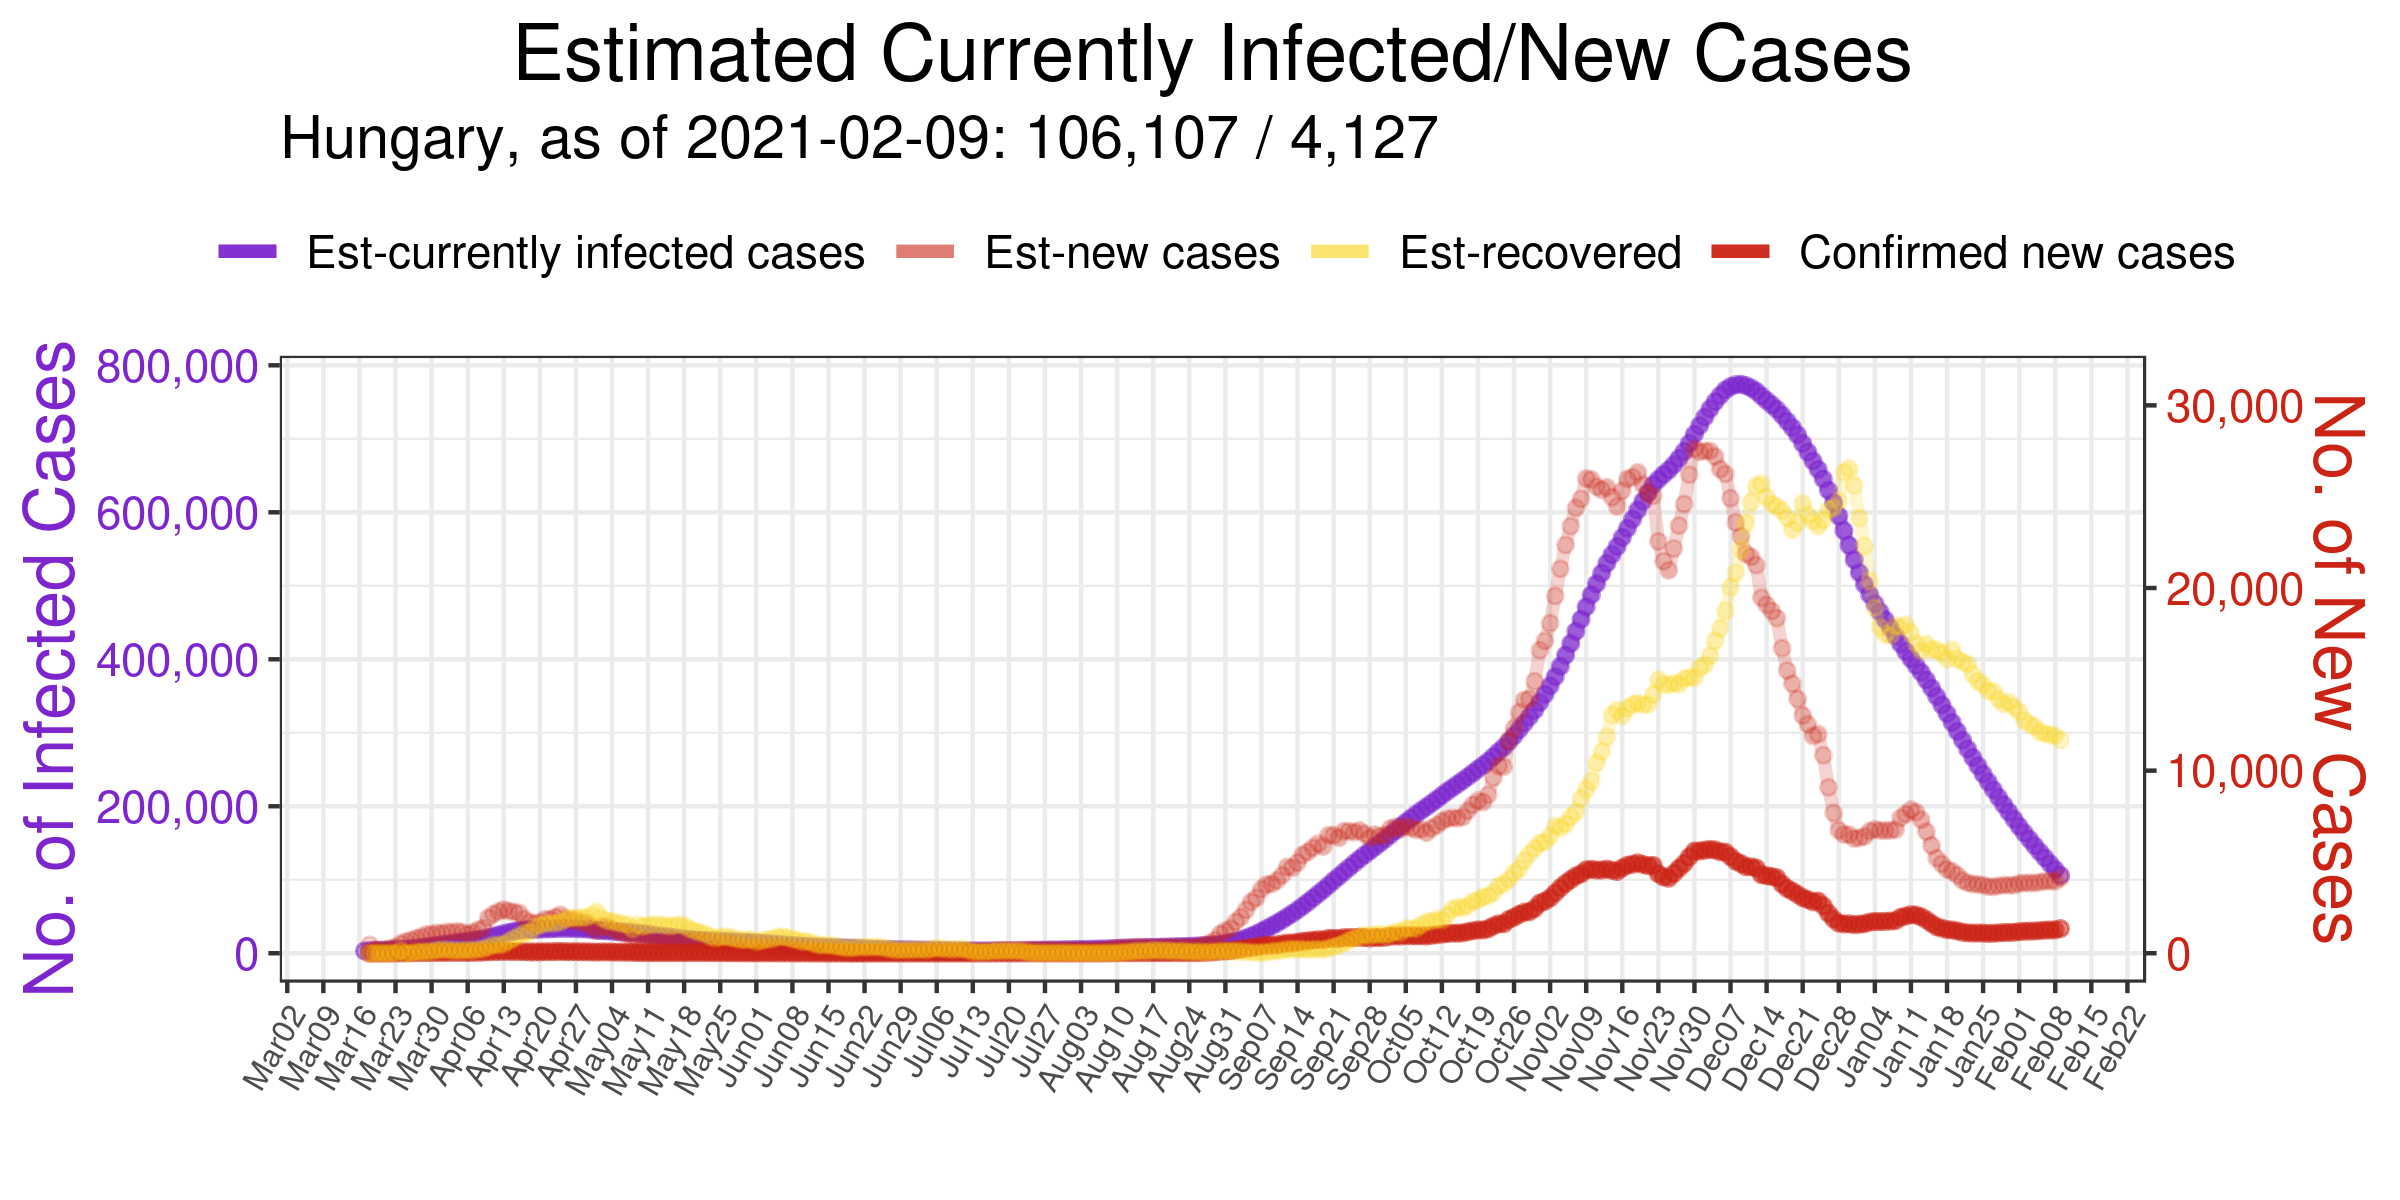 Estimated Currently Infected/New Cases
Hungary, as of 2021-02-09: 106,107 / 4,127
Est-currently infected cases Est-new cases Est-recovered Confirmed new cases
No. of Infected Cases
800,000
600,000
400,000
200,000
0
30,000
20,000
10,000
0
No. of New Cases
Mar02 Mar09 Mar16 Mar23 Mar30 Apr06 Apr13 Apr20 Apr27 May04 May11 May18 May25 Jun01 Jun08 Jun15 Jun22 Jun29 Jul06 Jul13 Jul20 Jul27 Aug03 Aug10 Aug17 Aug24 Aug31 Sep07 Sep14 Sep21 Sep28 Oct05 Oct12 Oct19 Oct26 Nov02 Nov09 Nov16 Nov23 Nov30 Dec07 Dec14 Dec21 Dec28 Jan04 Jan11 Jan18 Jan25 Feb01 Feb08 Feb15 Feb22